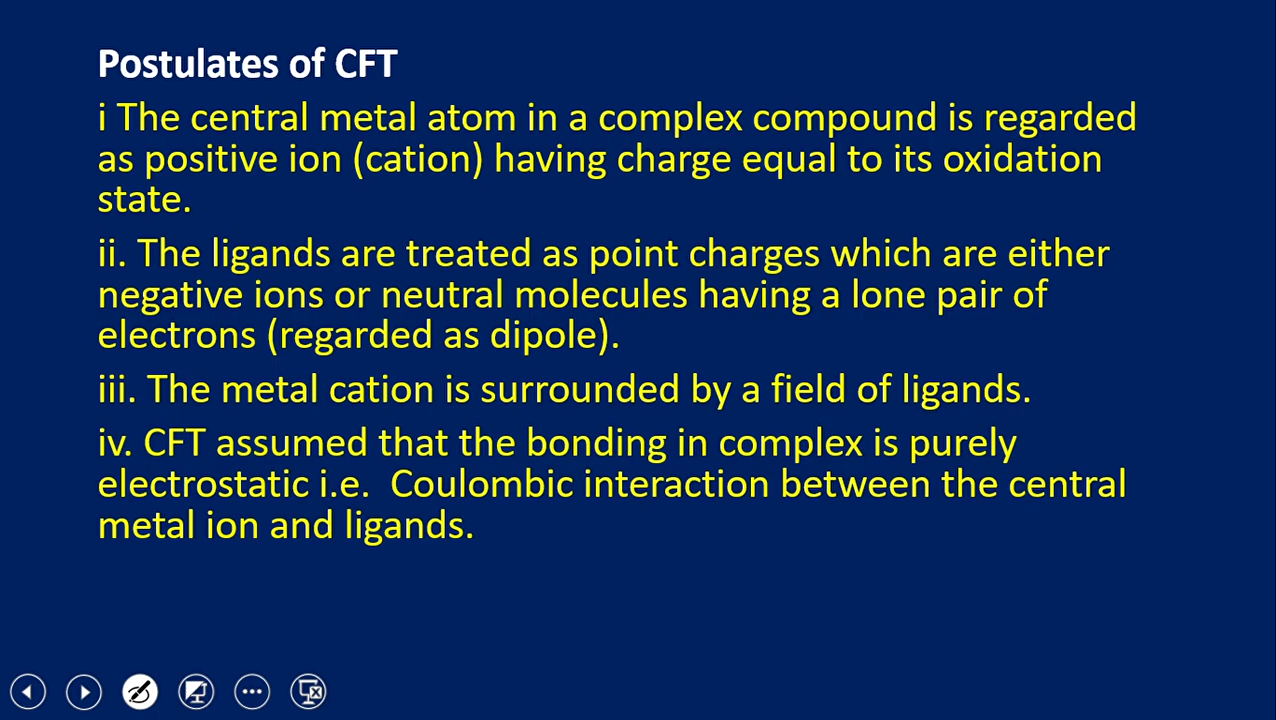 Postulates of CFT
i The central metal atom in a complex compound is regarded
as positive ion (cation) having charge equal to its oxidation
state.
ii. The ligands are treated as point charges which are either
negative ions or neutral molecules having a lone pair of
electrons (regarded as dipole).
iii. The metal cation is surrounded by a field of ligands.
iv. CFT assumed that the bonding in complex is purely
electrostatic i.e.  Coulombic interaction between the central
metal ion and ligands.